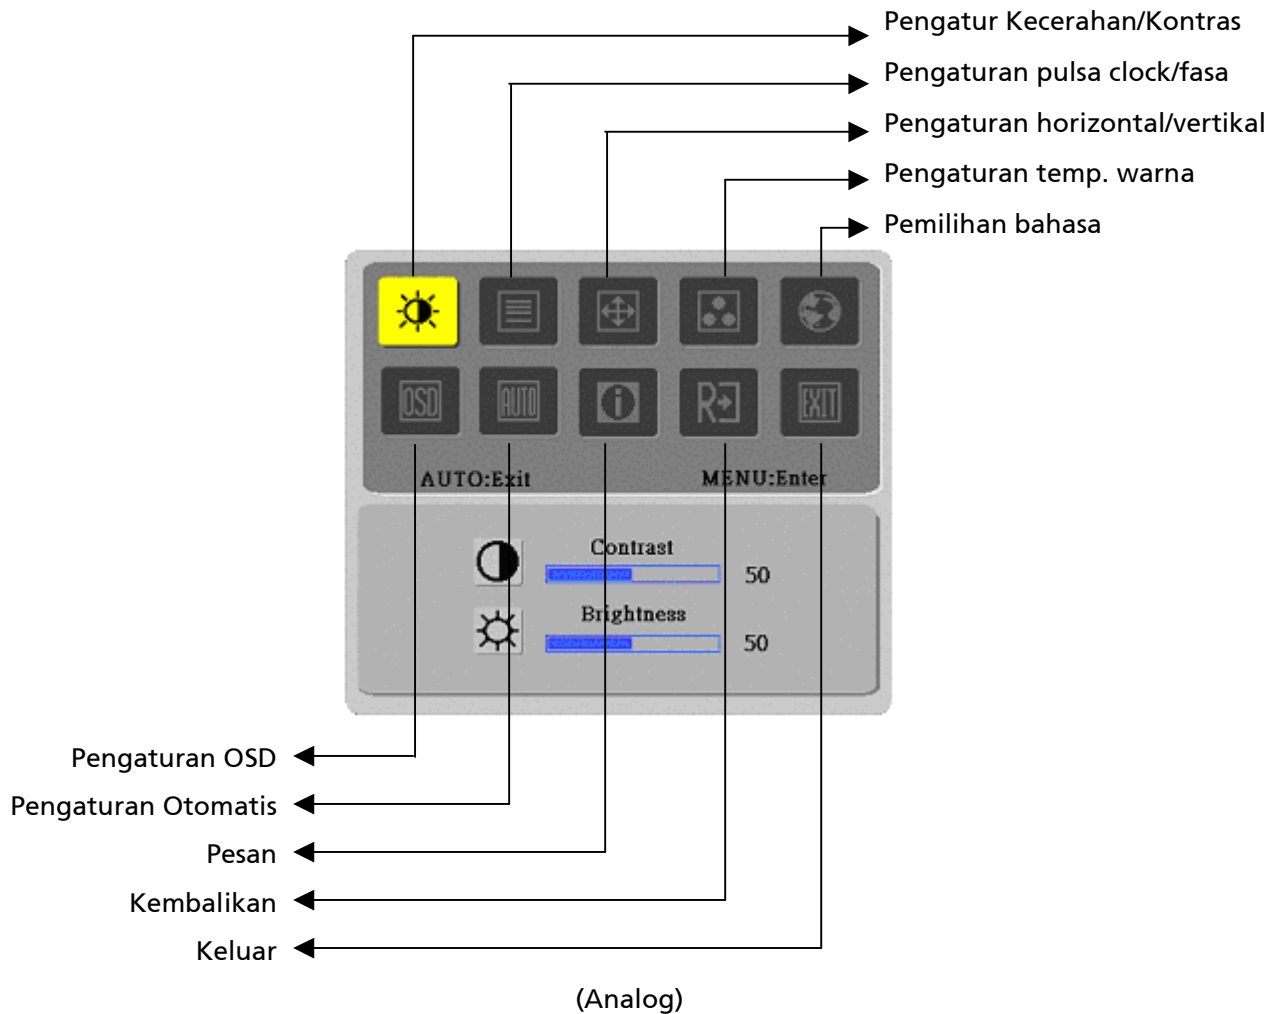 Pengatur Kecerahan/Kontras
Pengaturan pulsa clock/fasa
Pengaturan horizontal/vertikal
Pengaturan temp. warna
Pemilihan bahasa
OSD
AUTO
i
R
EXIT
AUTO:Exit
MENU:Enter
Contrast
50
Brightness
50
Pengaturan OSD
Pengaturan Otomatis
Pesan
Kembalikan
Keluar
(Analog)